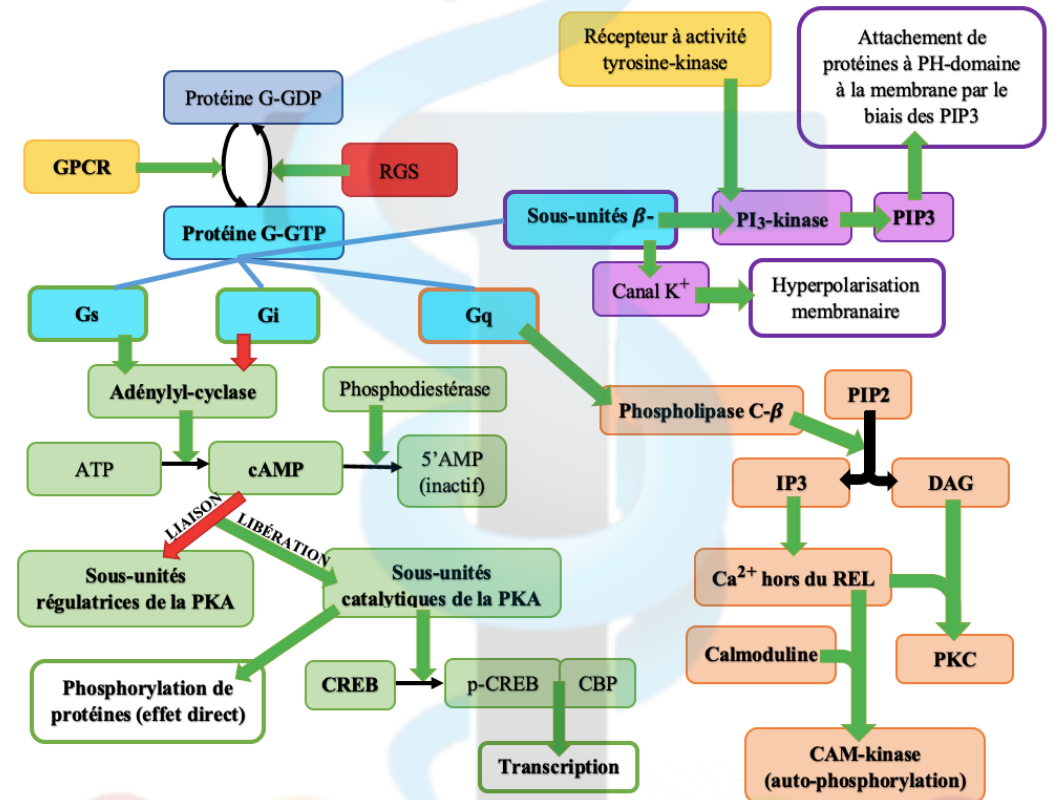 Récepteur à activité
tyrosine-kinase
Attachement de
protéines à PH-domaine
à la membrane par le
biais des PIP3
Protéine G-GDP
GPCR
RGS
Protéine G-GTP
Sous-unités β-
PI₃-kinase
PIP3
Canal K⁺
Hyperpolarisation
membranaire
Gs
Gi
Gq
Adénylyl-cyclase
Phosphodiestérase
Phospholipase C-β
PIP2
ATP
cAMP
5’AMP
(inactif)
IP3
DAG
LIAISON
LIBÉRATION
Sous-unités
régulatrices de la PKA
Sous-unités
catalytiques de la PKA
Ca²⁺ hors du REL
Calmoduline
PKC
Phosphorylation de
protéines (effet direct)
CREB
p-CREB
CBP
Transcription
CAM-kinase
(auto-phosphorylation)